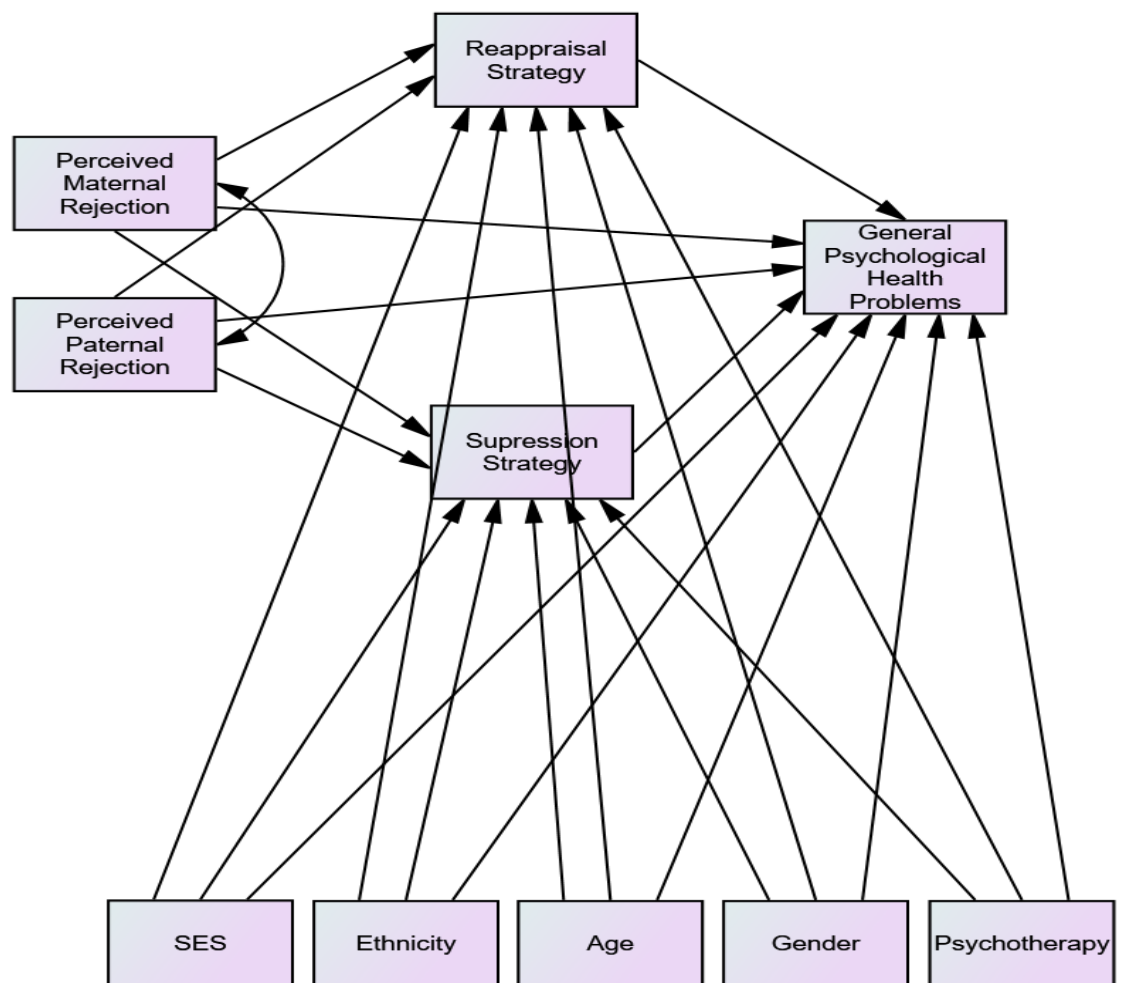 Reappraisal
Strategy
Perceived
Maternal
Rejection
General
Psychological
Health
Problems
Perceived
Paternal
Rejection
Supression
Strategy
SES
Ethnicity
Age
Gender
Psychotherapy